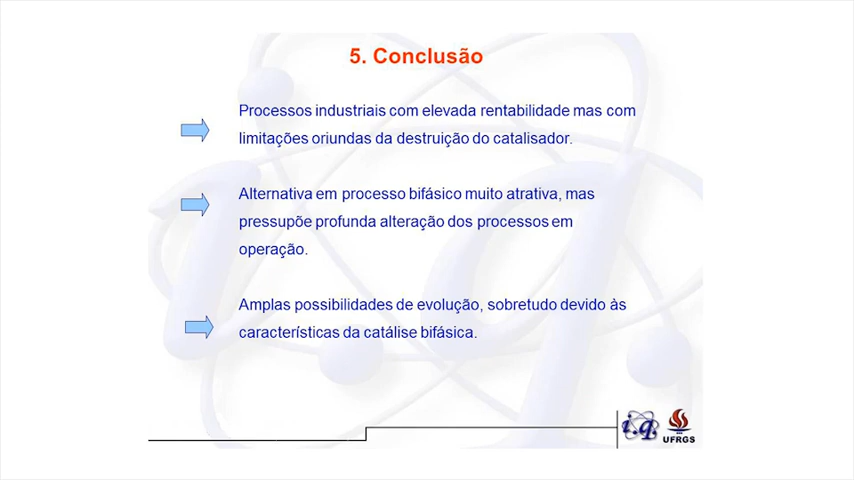 5. Conclusão
Processos industriais com elevada rentabilidade mas com
limitações oriundas da destruição do catalisador.
Alternativa em processo bifásico muito atrativa, mas
pressupõe profunda alteração dos processos em
operação.
Amplas possibilidades de evolução, sobretudo devido às
características da catálise bifásica.
i.q.
UFRGS